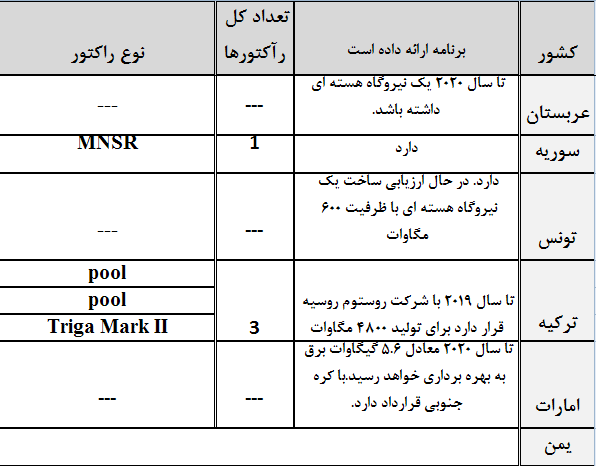 کشور
برنامه ارائه داده است
تعداد کل
رآکتورها
نوع راکتور
عربستان
تا سال ۲۰۲۰ یک نیروگاه هسته ای
داشته باشد.
---
---
سوریه
دارد
1
MNSR
تونس
دارد. در حال ارزیابی ساخت یک
نیروگاه هسته ای با ظرفیت ۶۰۰
مگاوات
---
---
ترکیه
تا سال ۲۰۱۹ با شرکت روستوم روسیه
قرار دارد برای تولید ۴۸۰۰ مگاوات
3
pool
pool
Triga Mark II
امارات
تا سال ۲۰۲۰ معادل ۵.۶ گیگاوات برق
به بهره برداری خواهد رسید.با کره
جنوبی قرارداد دارد.
---
---
یمن